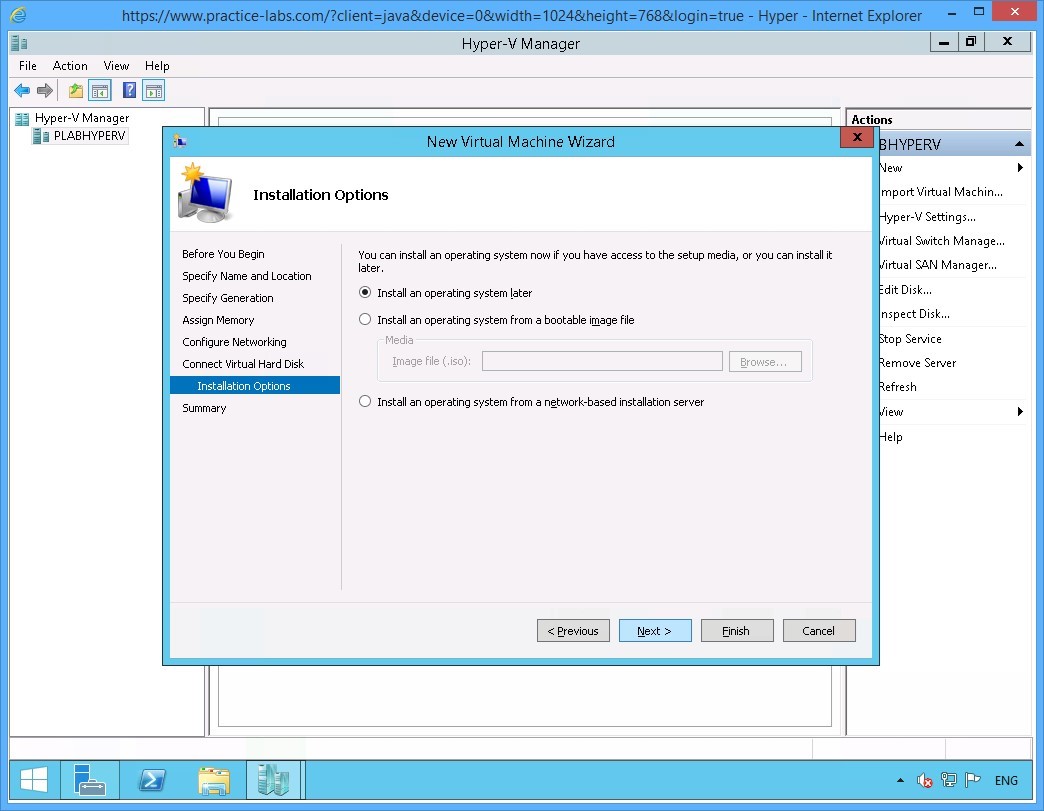 https://www.practice-labs.com/?client=java&device=0&width=1024&height=768&login=true - Hyper - Internet Explorer
Hyper-V Manager
File Action View Help
Hyper-V Manager
PLABHYPERV
New Virtual Machine Wizard
Installation Options
Before You Begin
Specify Name and Location
Specify Generation
Assign Memory
Configure Networking
Connect Virtual Hard Disk
Installation Options
Summary
You can install an operating system now if you have access to the setup media, or you can install it
later.
Install an operating system later
Install an operating system from a bootable image file
Media
Image file (.iso):
Browse...
Install an operating system from a network-based installation server
< Previous
Next >
Finish
Cancel
Actions
BHYPERV
New
mport Virtual Machin...
Hyper-V Settings...
Virtual Switch Manage...
Virtual SAN Manager...
Edit Disk...
nspect Disk...
Stop Service
Remove Server
Refresh
View
Help
ENG